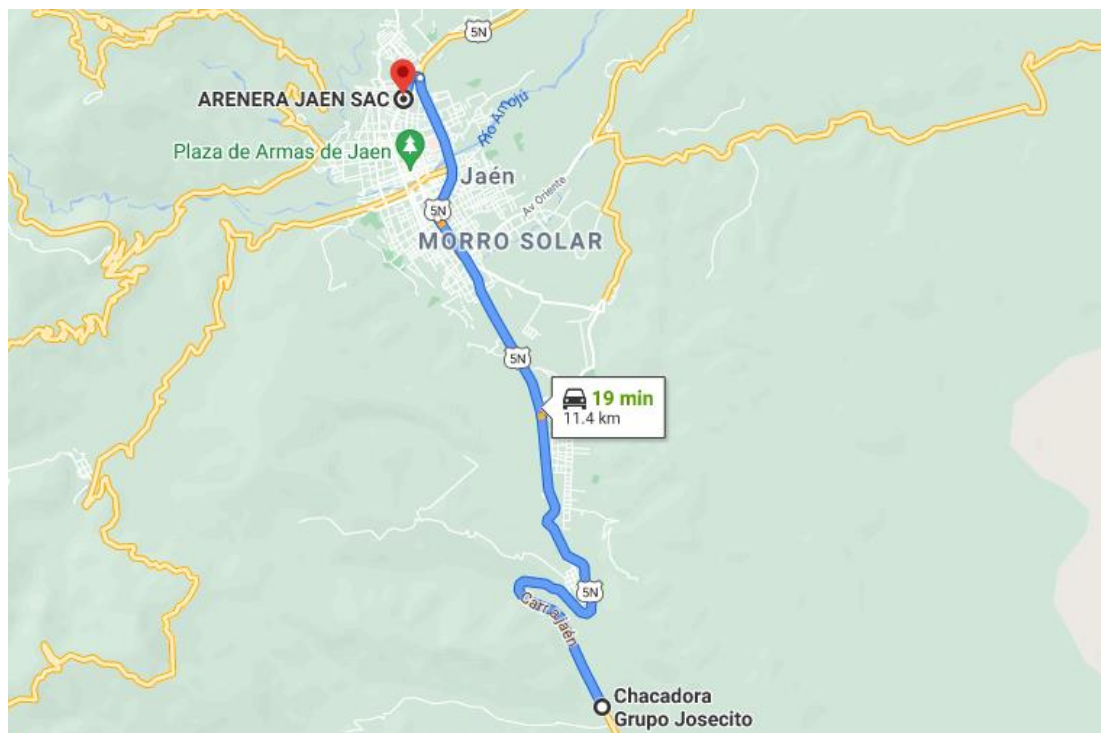 5N
ARENERA JAEN SAC
Río Amojú
Plaza de Armas de Jaen
Jaén
Av Oriente
5N
MORRO SOLAR
5N
19 min
11.4 km
5N
Carr. a jaén
Chacadora
Grupo Josecito